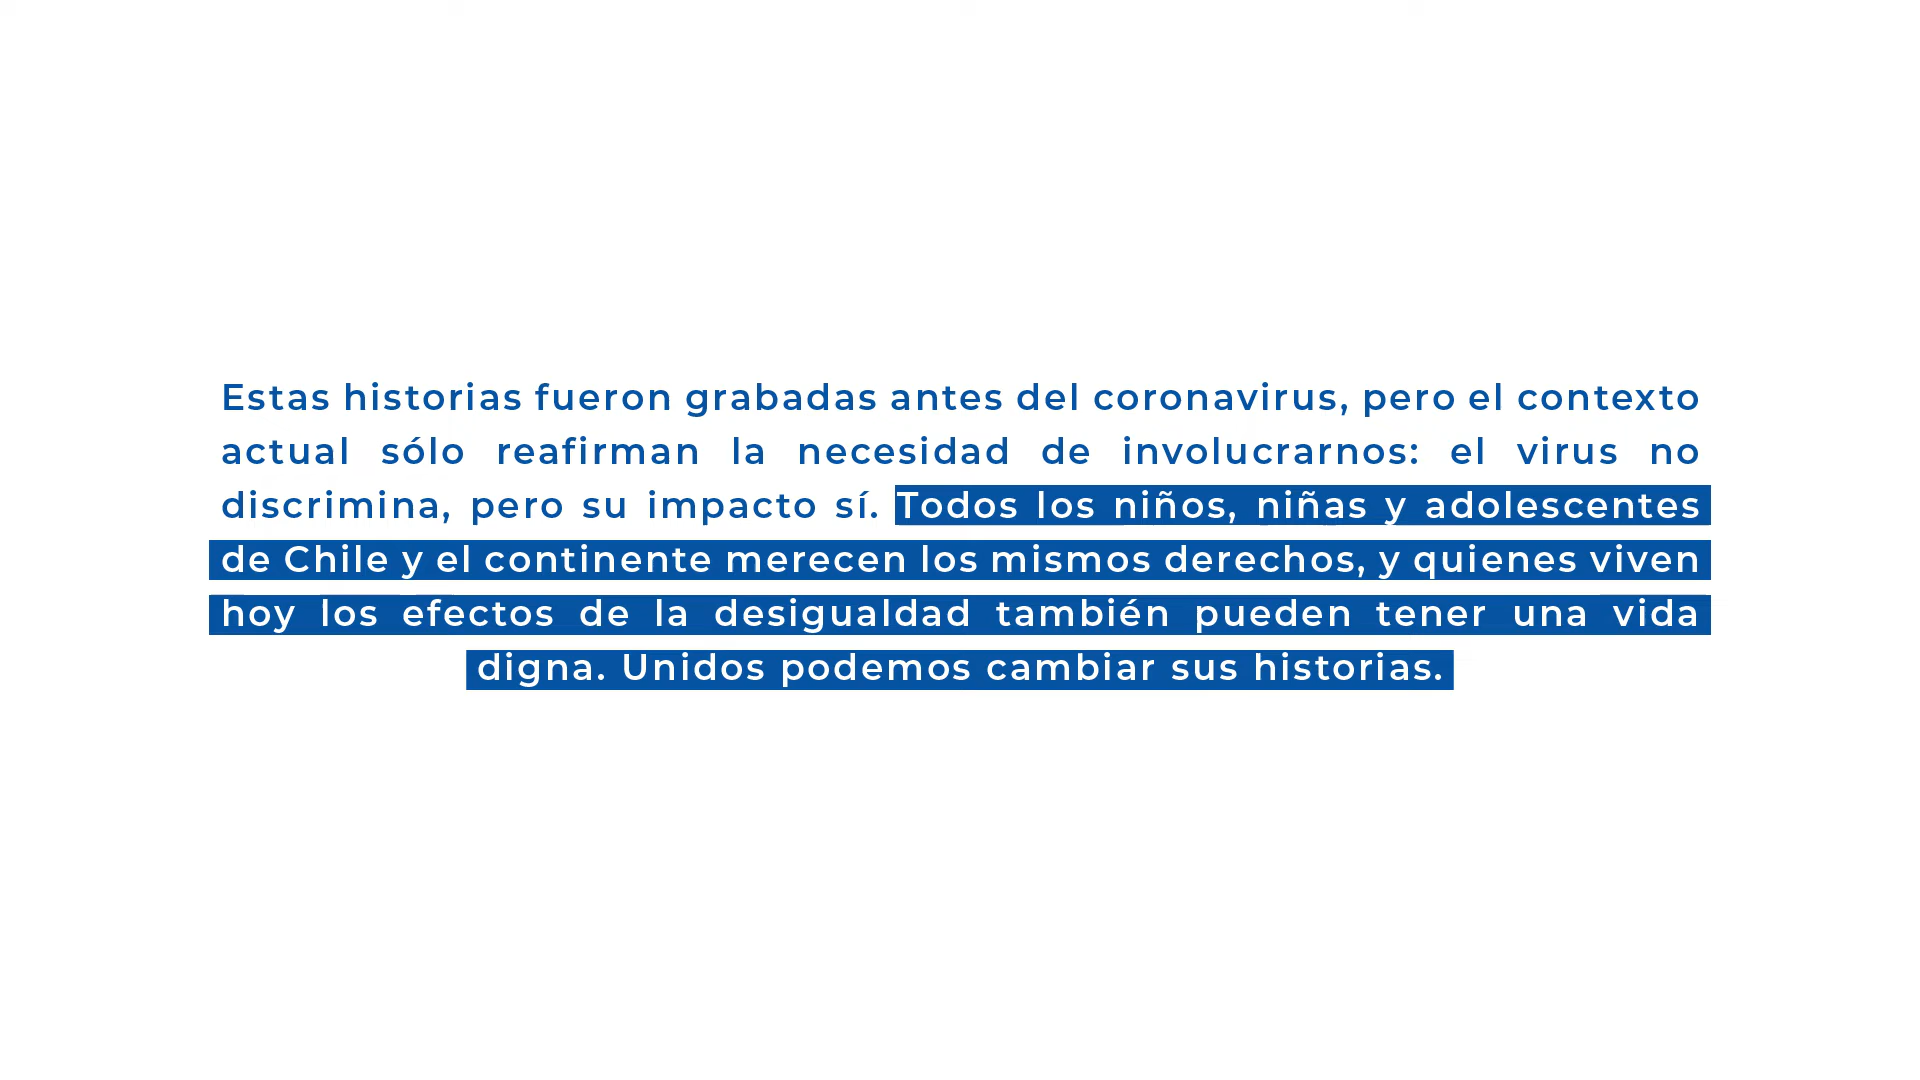 Estas historias fueron grabadas antes del coronavirus, pero el contexto
actual sólo reafirman la necesidad de involucrarnos: el virus no
discrimina, pero su impacto sí. Todos los niños, niñas y adolescentes
de Chile y el continente merecen los mismos derechos, y quienes viven
hoy los efectos de la desigualdad también pueden tener una vida
digna. Unidos podemos cambiar sus historias.